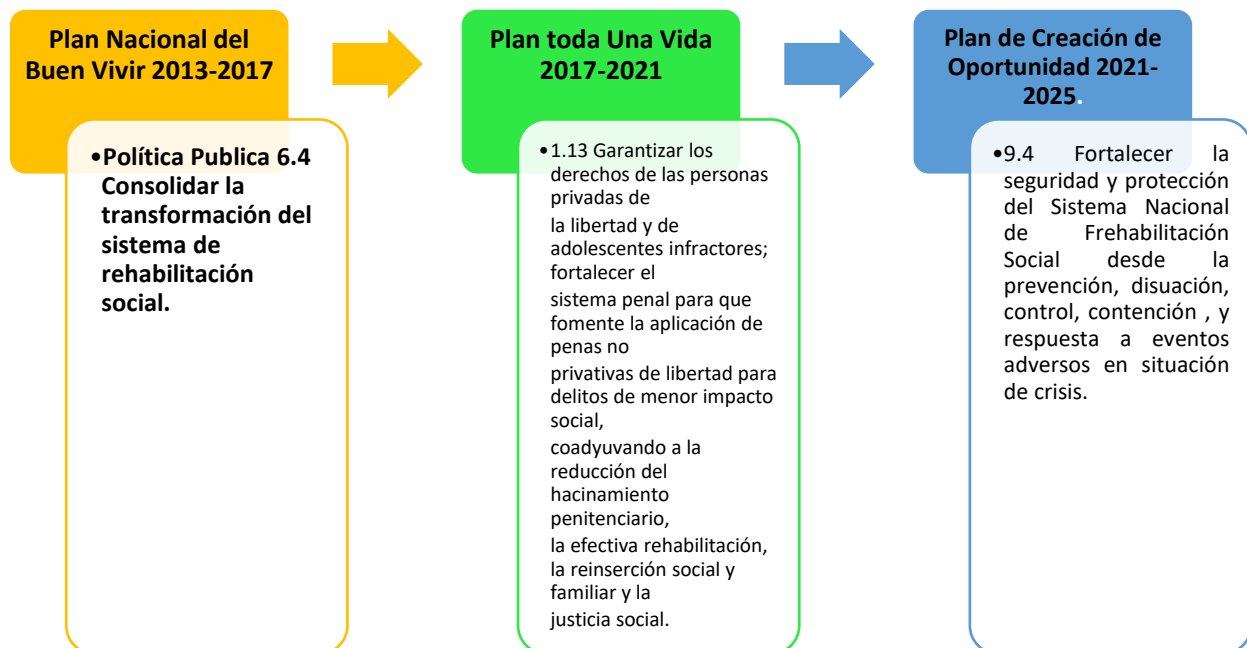 Plan Nacional del
Buen Vivir 2013-2017
•Política Publica 6.4
Consolidar la
transformación del
sistema de
rehabilitación
social.
Plan toda Una Vida
2017-2021
•1.13 Garantizar los
derechos de las personas
privadas de
la libertad y de
adolescentes infractores;
fortalecer el
sistema penal para que
fomente la aplicación de
penas no
privativas de libertad para
delitos de menor impacto
social,
coadyuvando a la
reducción del
hacinamiento
penitenciario,
la efectiva rehabilitación,
la reinserción social y
familiar y la
justicia social.
Plan de Creación de
Oportunidad 2021-
2025.
•9.4 Fortalecer la
seguridad y protección
del Sistema Nacional
de Frehabilitación
Social desde la
prevención, disuación,
control, contención , y
respuesta a eventos
adversos en situación
de crisis.